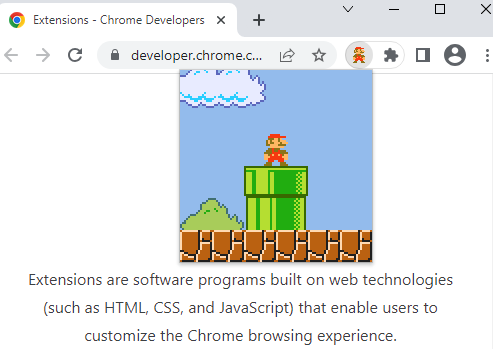 Extensions - Chrome Developers
developer.chrome.c...
Extensions are software programs built on web technologies
(such as HTML, CSS, and JavaScript) that enable users to
customize the Chrome browsing experience.